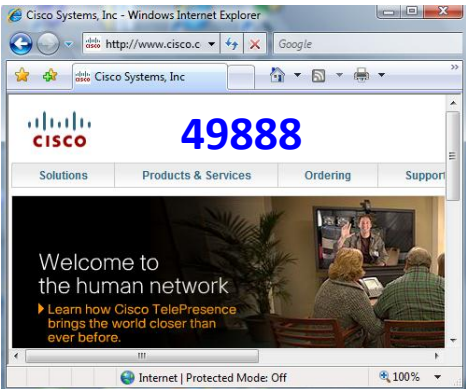 Cisco Systems, Inc - Windows Internet Explorer
http://www.cisco.c
Google
Cisco Systems, Inc
CISCO
49888
Solutions Products & Services Ordering Support
Welcome to
the human network
Learn how Cisco TelePresence
brings the world closer than
ever before.
Internet | Protected Mode: Off
100%